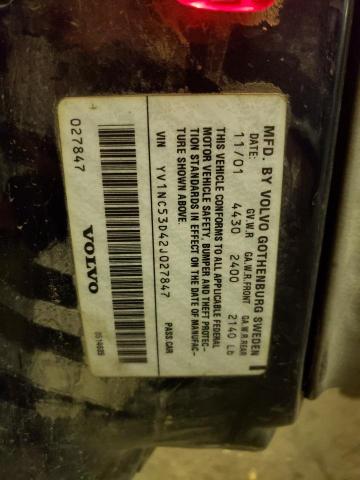 MFD. BY VOLVO GOTHENBURG SWEDEN
DATE: G.V.W.R GA.W.R.FRONT GA.W.R.REAR
11/01 4430 2400 2140 Lb
THIS VEHICLE CONFORMS TO ALL APPLICABLE FEDERAL
MOTOR VEHICLE SAFETY, BUMPER AND THEFT PROTEC-
TION STANDARDS IN EFFECT ON THE DATE OF MANUFAC-
TURE SHOWN ABOVE.
VIN YV1NC53D42J027847 PASS CAR
027847 VOLVO